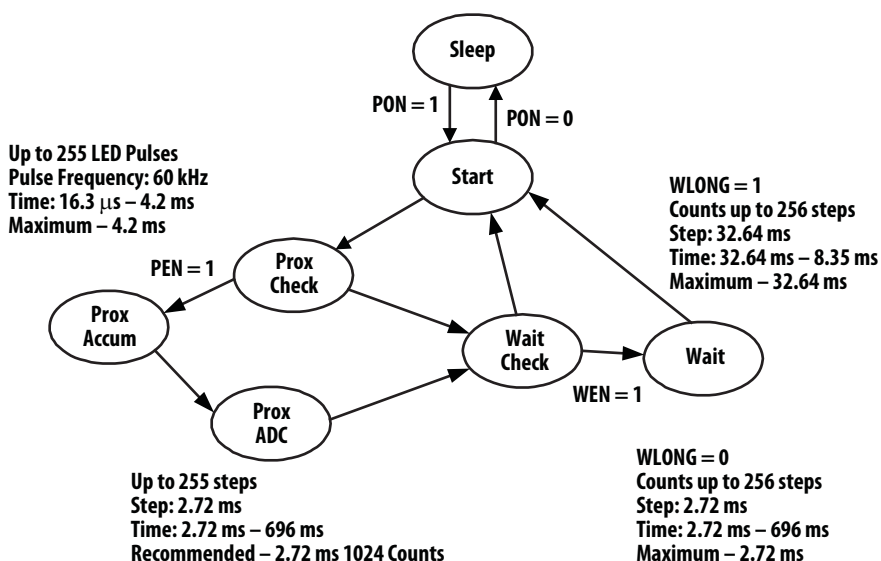 Sleep
PON = 1
PON = 0
Up to 255 LED Pulses
Pulse Frequency: 60 kHz
Time: 16.3 μs – 4.2 ms
Maximum – 4.2 ms
Start
WLONG = 1
Counts up to 256 steps
Step: 32.64 ms
Time: 32.64 ms – 8.35 ms
Maximum – 32.64 ms
PEN = 1
Prox
Check
Prox
Accum
Wait
Check
Wait
WEN = 1
Prox
ADC
Up to 255 steps
Step: 2.72 ms
Time: 2.72 ms – 696 ms
Recommended – 2.72 ms 1024 Counts
WLONG = 0
Counts up to 256 steps
Step: 2.72 ms
Time: 2.72 ms – 696 ms
Maximum – 2.72 ms